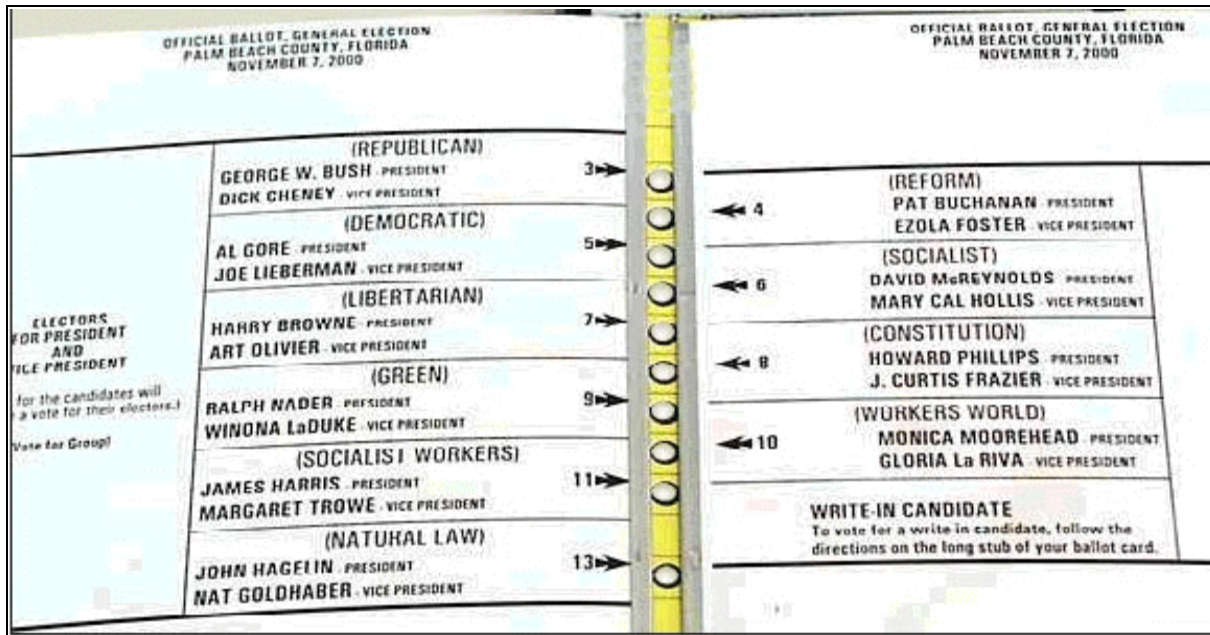 OFFICIAL BALLOT, GENERAL ELECTION
PALM BEACH COUNTY, FLORIDA
NOVEMBER 7, 2000
ELECTORS
FOR PRESIDENT
AND
VICE PRESIDENT
for the candidates will
a vote for their electors.)
Vote for Group)
(REPUBLICAN)
GEORGE W. BUSH - PRESIDENT
DICK CHENEY - VICE PRESIDENT
3
(DEMOCRATIC)
AL GORE - PRESIDENT
JOE LIEBERMAN - VICE PRESIDENT
5
(LIBERTARIAN)
HARRY BROWNE - PRESIDENT
ART OLIVIER - VICE PRESIDENT
7
(GREEN)
RALPH NADER - PRESIDENT
WINONA LaDUKE - VICE PRESIDENT
9
(SOCIALIST WORKERS)
JAMES HARRIS - PRESIDENT
MARGARET TROWE - VICE PRESIDENT
11
(NATURAL LAW)
JOHN HAGELIN - PRESIDENT
NAT GOLDHABER - VICE PRESIDENT
13
OFFICIAL BALLOT, GENERAL ELECTION
PALM BEACH COUNTY, FLORIDA
NOVEMBER 7, 2000
(REFORM)
4
PAT BUCHANAN - PRESIDENT
EZOLA FOSTER - VICE PRESIDENT
(SOCIALIST)
6
DAVID McREYNOLDS - PRESIDENT
MARY CAL HOLLIS - VICE PRESIDENT
(CONSTITUTION)
8
HOWARD PHILLIPS - PRESIDENT
J. CURTIS FRAZIER - VICE PRESIDENT
(WORKERS WORLD)
10
MONICA MOOREHEAD - PRESIDENT
GLORIA La RIVA - VICE PRESIDENT
WRITE-IN CANDIDATE
To vote for a write in candidate, follow the
directions on the long stub of your ballot card.